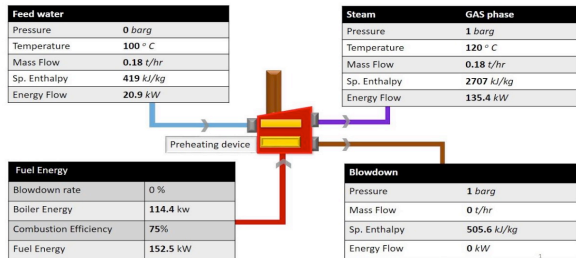 Feed water
Pressure 0 barg
Temperature 100 ° C
Mass Flow 0.18 t/hr
Sp. Enthalpy 419 kJ/kg
Energy Flow 20.9 kW
Steam GAS phase
Pressure 1 barg
Temperature 120 ° C
Mass Flow 0.18 t/hr
Sp. Enthalpy 2707 kJ/kg
Energy Flow 135.4 kW
Preheating device
Fuel Energy
Blowdown rate 0 %
Boiler Energy 114.4 kw
Combustion Efficiency 75%
Fuel Energy 152.5 kW
Blowdown
Pressure 1 barg
Mass Flow 0 t/hr
Sp. Enthalpy 505.6 kJ/kg
Energy Flow 0 kW
1